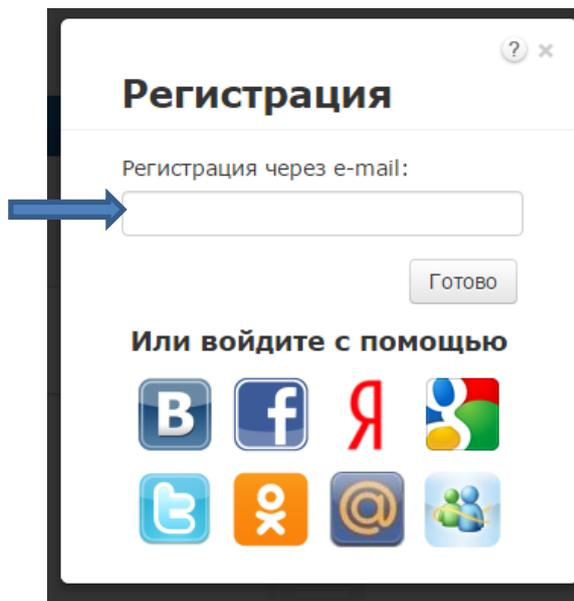 ?
Регистрация
Регистрация через e-mail:
Готово
Или войдите с помощью
В f Я g
t @